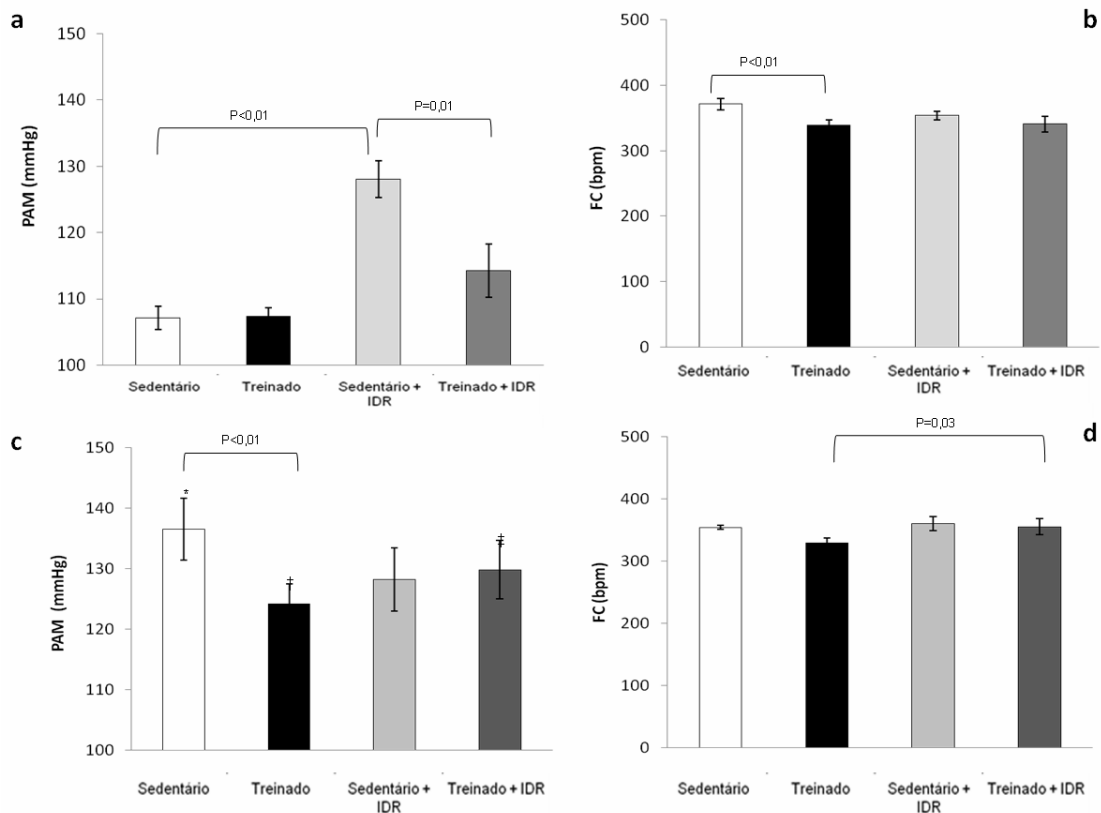 a
150
140
130
120
110
100
PAM (mmHg)
P<0,01
P=0,01
Sedentário
Treinado
Sedentário +
IDR
Treinado + IDR
b
500
400
300
200
100
0
FC (bpm)
P<0,01
Sedentário
Treinado
Sedentário +
IDR
Treinado + IDR
c
150
140
130
120
110
100
PAM (mmHg)
P<0,01
*
‡
‡
Sedentário
Treinado
Sedentário +
IDR
Treinado + IDR
d
500
400
300
200
100
0
FC (bpm)
P=0,03
Sedentário
Treinado
Sedentário +
IDR
Treinado + IDR